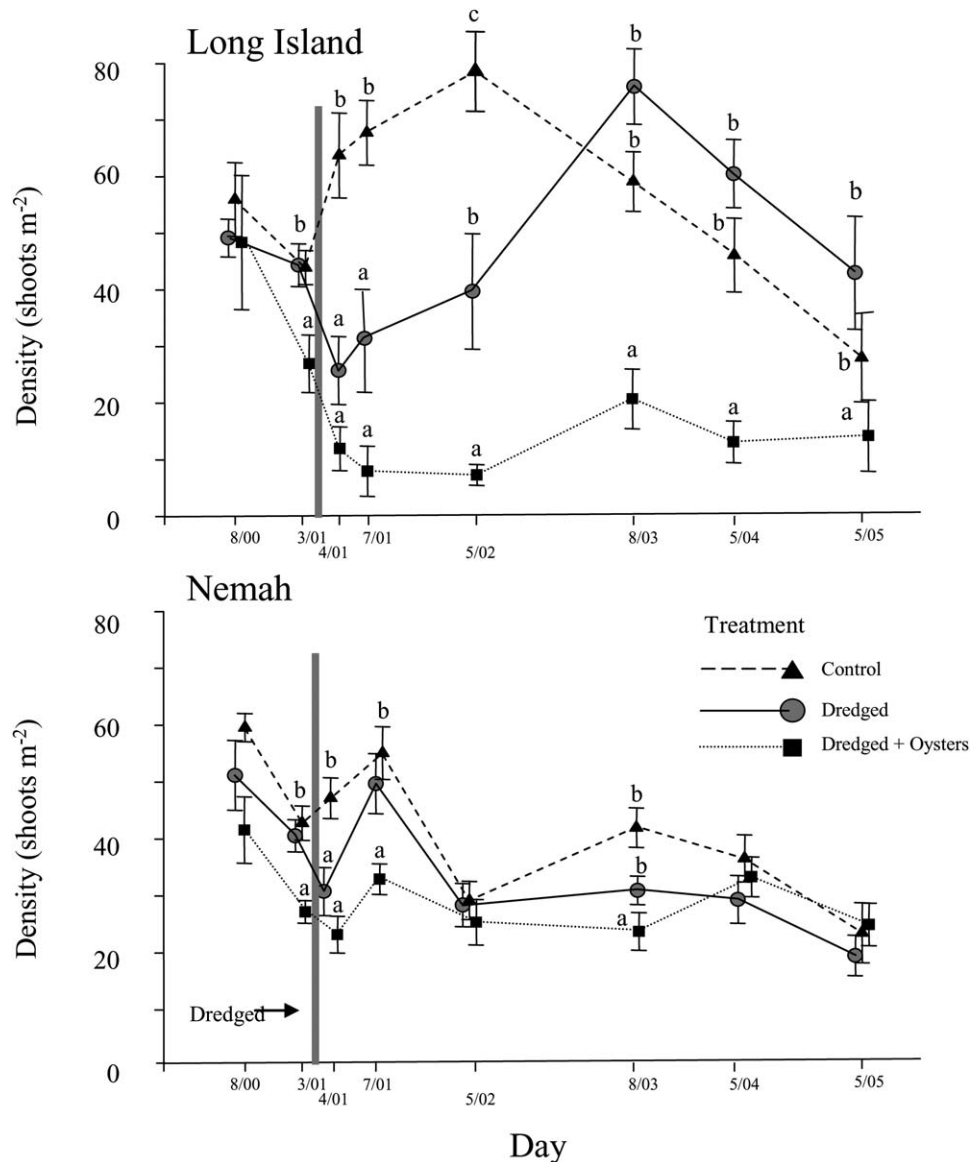 Long Island
80
60
40
20
0
Density (shoots m-2)
c
b
b
b
b
b
b
b
b
b
b
b
a
a
a
a
a
a
a
a
a
8/00
3/01
4/01
7/01
5/02
8/03
5/04
5/05
Nemah
80
60
40
20
0
Density (shoots m-2)
Treatment
Control
Dredged
Dredged + Oysters
b
b
b
b
b
a
a
a
a
a
Dredged
8/00
3/01
4/01
7/01
5/02
8/03
5/04
5/05
Day